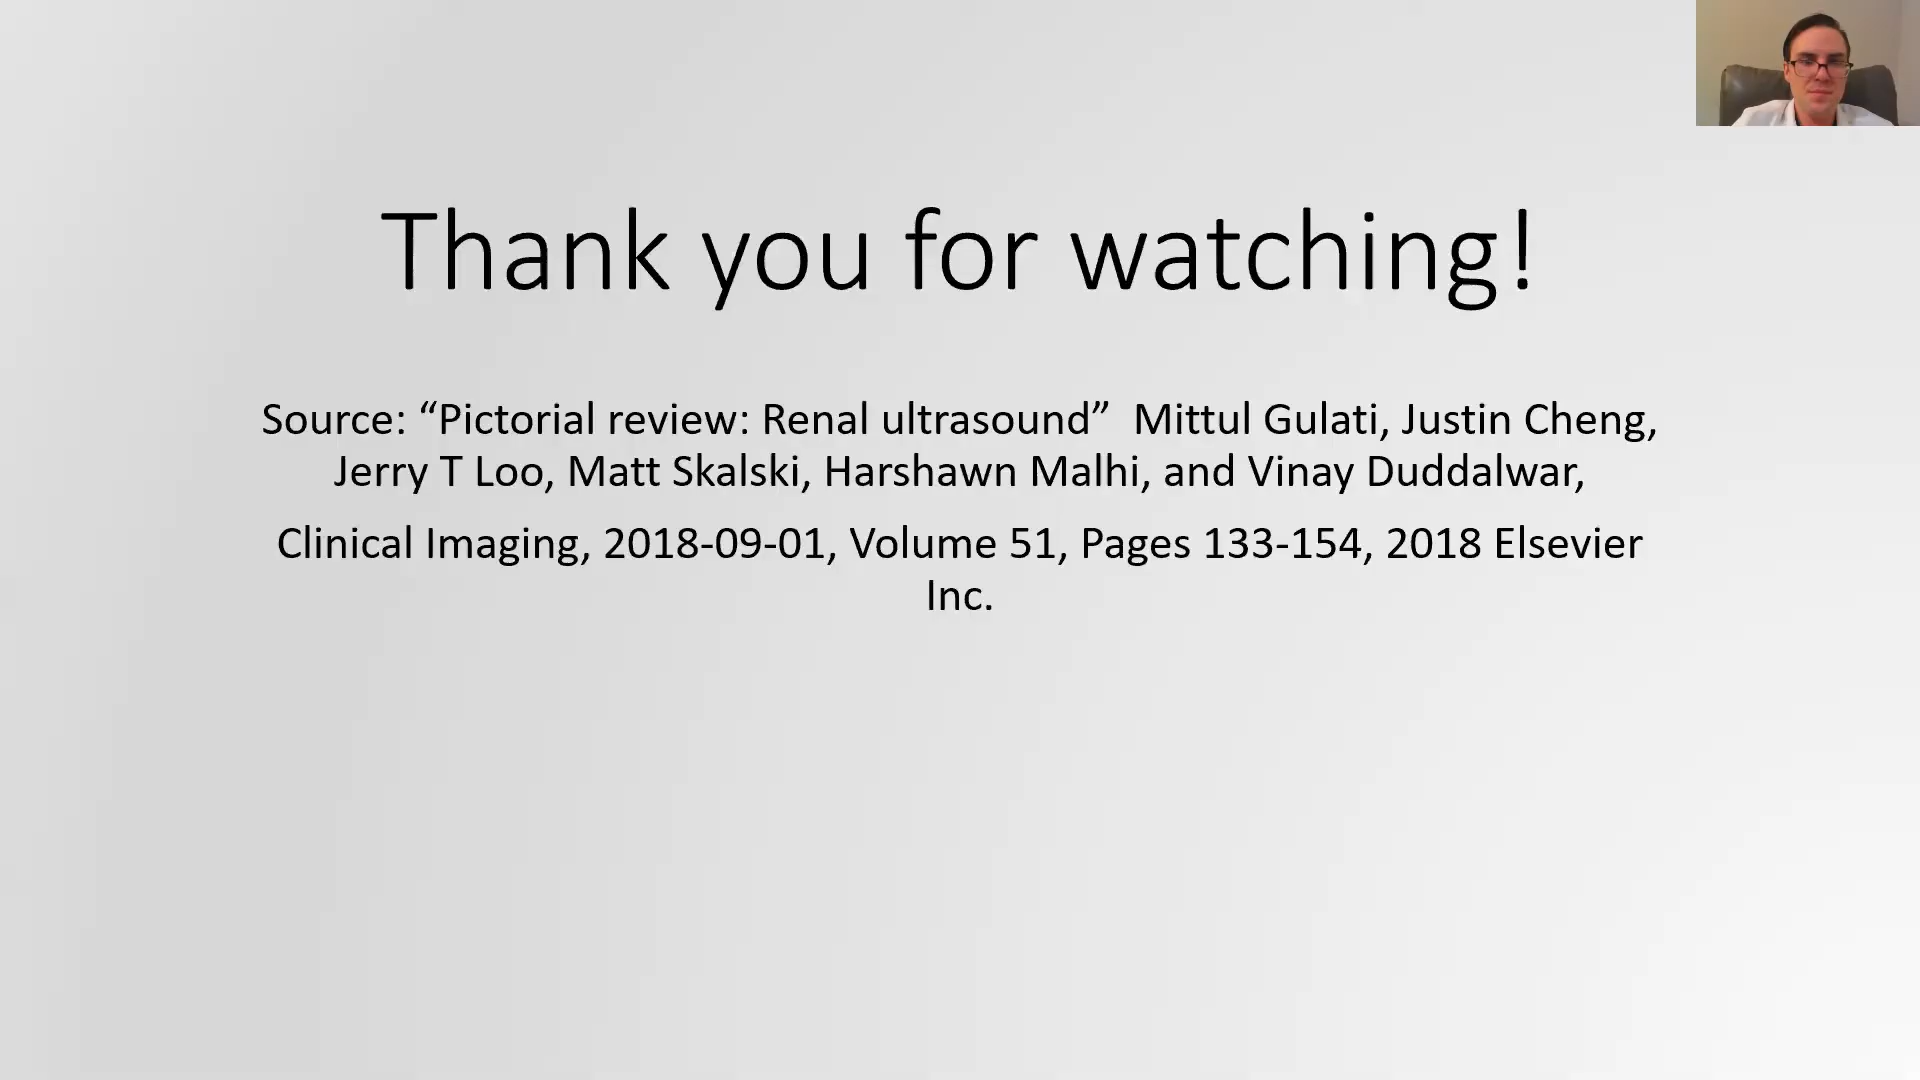 Thank you for watching!
Source: “Pictorial review: Renal ultrasound”  Mittul Gulati, Justin Cheng,
Jerry T Loo, Matt Skalski, Harshawn Malhi, and Vinay Duddalwar,
Clinical Imaging, 2018-09-01, Volume 51, Pages 133-154, 2018 Elsevier
Inc.